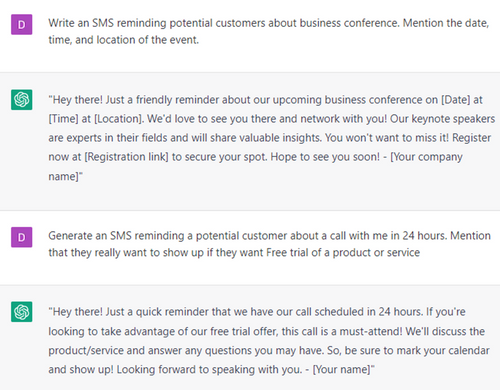 D
Write an SMS reminding potential customers about business conference. Mention the date,
time, and location of the event.
"Hey there! Just a friendly reminder about our upcoming business conference on [Date] at
[Time] at [Location]. We'd love to see you there and network with you! Our keynote speakers
are experts in their fields and will share valuable insights. You won't want to miss it! Register
now at [Registration link] to secure your spot. Hope to see you soon! - [Your company
name]"
D
Generate an SMS reminding a potential customer about a call with me in 24 hours. Mention
that they really want to show up if they want Free trial of a product or service
"Hey there! Just a quick reminder that we have our call scheduled in 24 hours. If you're
looking to take advantage of our free trial offer, this call is a must-attend! We'll discuss the
product/service and answer any questions you may have. So, be sure to mark your calendar
and show up! Looking forward to speaking with you. - [Your name]"